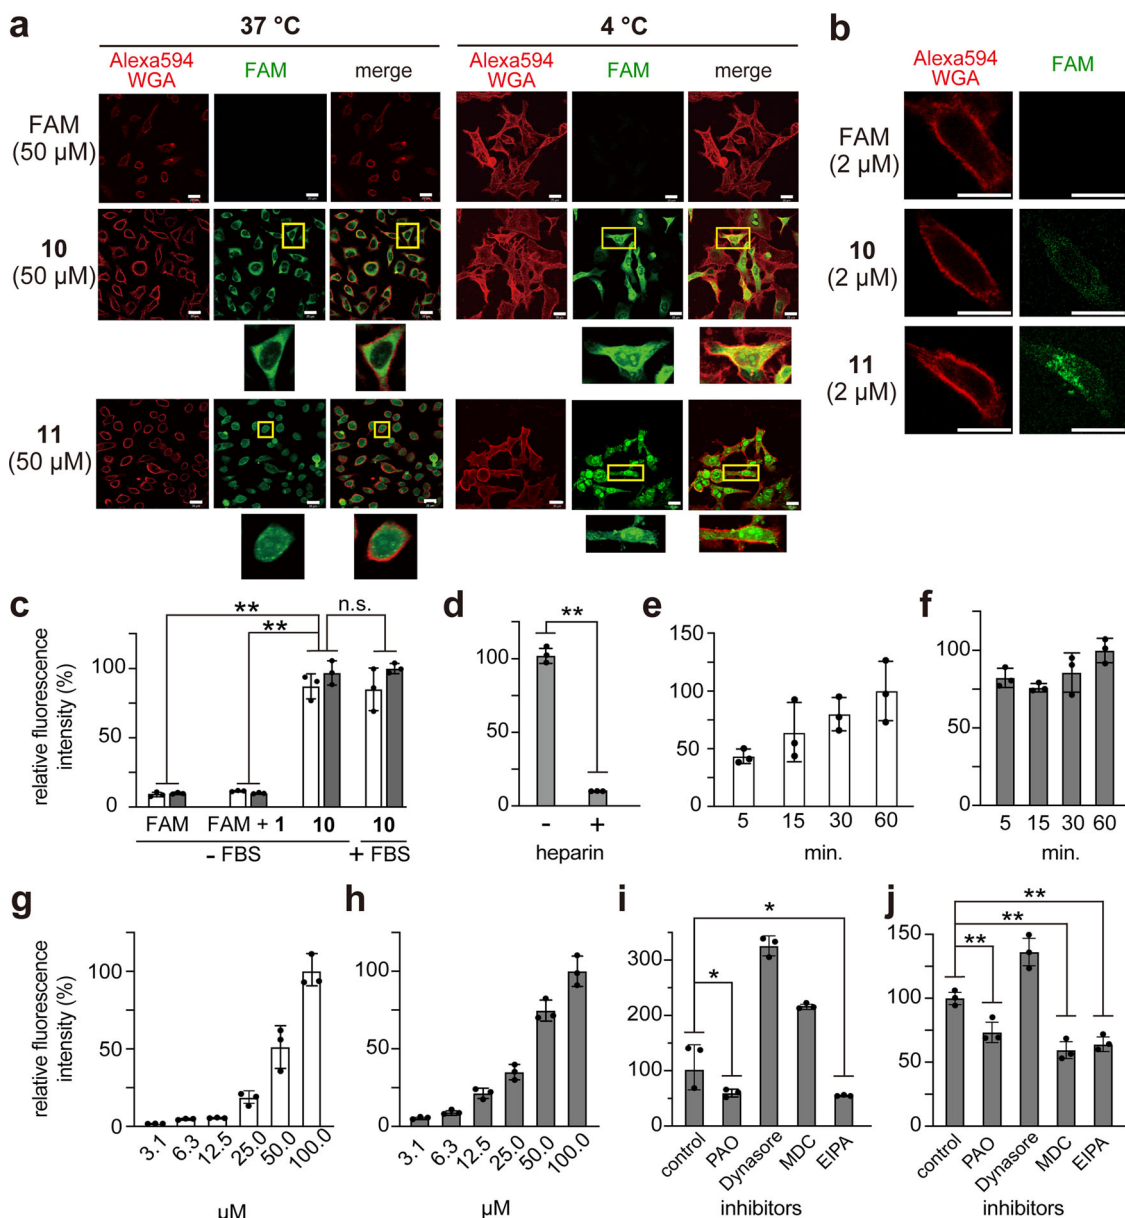 a
37 °C
4 °C
Alexa594 WGA
FAM
merge
Alexa594 WGA
FAM
merge
FAM (50 µM)
10 (50 µM)
11 (50 µM)
b
Alexa594 WGA
FAM
FAM (2 µM)
10 (2 µM)
11 (2 µM)
c
relative fluorescence intensity (%)
100
50
0
**
**
n.s.
FAM
FAM + 1
10
10
- FBS
+ FBS
d
100
50
0
**
-
+
heparin
e
150
100
50
0
5
15
30
60
min.
f
100
50
0
5
15
30
60
min.
g
relative fluorescence intensity (%)
100
50
0
3.1
6.3
12.5
25.0
50.0
100.0
µM
h
100
50
0
3.1
6.3
12.5
25.0
50.0
100.0
µM
i
300
200
100
0
*
*
control
PAO
Dynasore
MDC
EIPA
inhibitors
j
150
100
50
0
**
**
**
control
PAO
Dynasore
MDC
EIPA
inhibitors